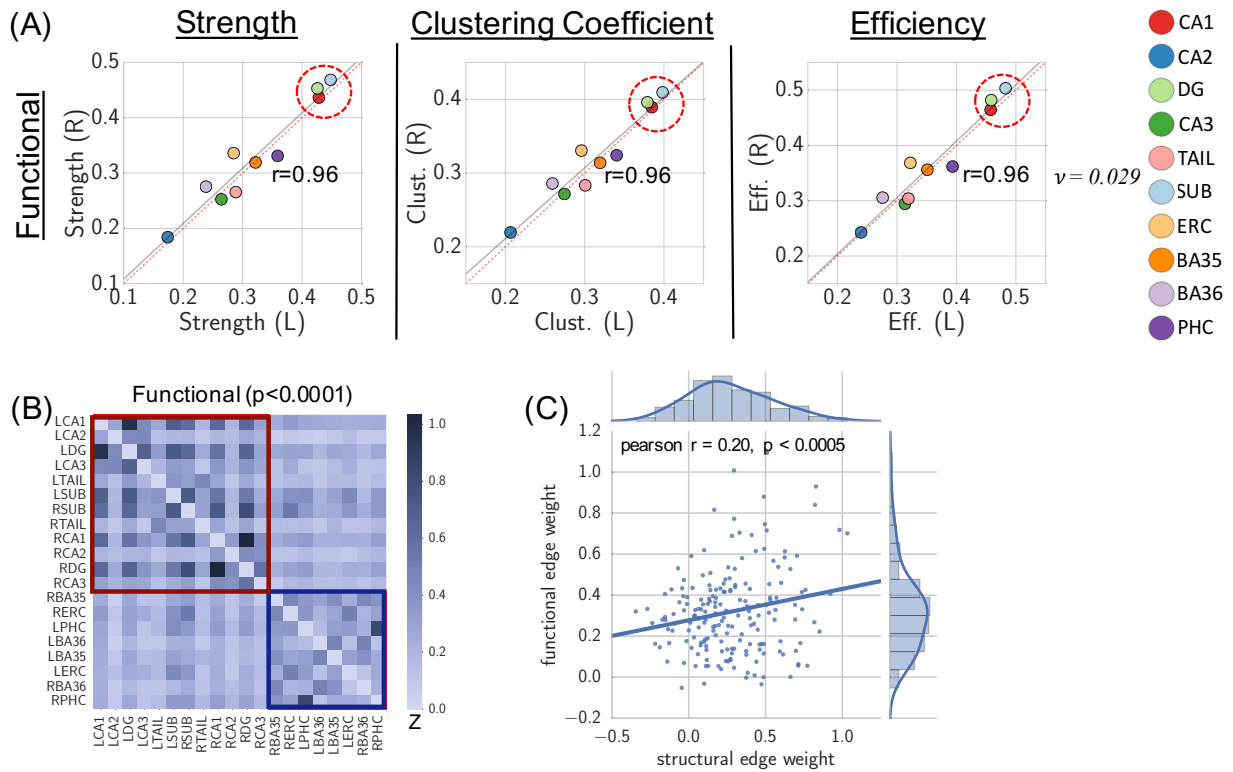 (A)
Strength
Clustering Coefficient
Efficiency
Functional
Strength (R)
0.5
0.4
0.3
0.2
0.1
r=0.96
0.1 0.2 0.3 0.4 0.5
Strength (L)
Clust. (R)
0.4
0.3
0.2
r=0.96
0.2 0.3 0.4
Clust. (L)
Eff. (R)
0.5
0.4
0.3
0.2
r=0.96
0.2 0.3 0.4 0.5
Eff. (L)
ν = 0.029
CA1
CA2
DG
CA3
TAIL
SUB
ERC
BA35
BA36
PHC
(B)
Functional (p<0.0001)
LCA1
LCA2
LDG
LCA3
LTAIL
LSUB
RSUB
RTAIL
RCA1
RCA2
RDG
RCA3
RBA35
RERC
LPHC
LBA36
LBA35
LERC
RBA36
RPHC
LCA1
LCA2
LDG
LCA3
LTAIL
LSUB
RSUB
RTAIL
RCA1
RCA2
RDG
RCA3
RBA35
RERC
LPHC
LBA36
LBA35
LERC
RBA36
RPHC
1.0
0.8
0.6
0.4
0.2
0.0
Z
(C)
pearson r = 0.20, p < 0.0005
functional edge weight
1.2
1.0
0.8
0.6
0.4
0.2
0.0
−0.2
−0.5 0.0 0.5 1.0
structural edge weight